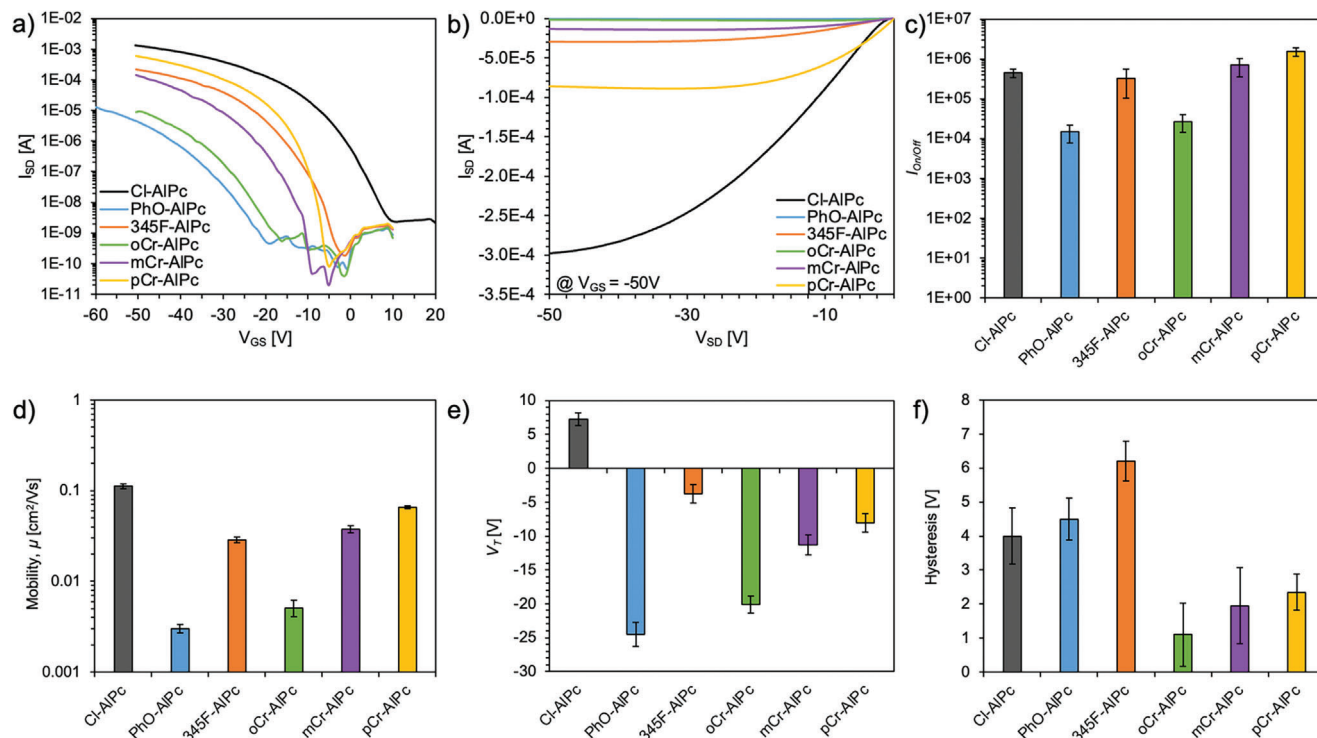 a)
1E-02
1E-03
1E-04
1E-05
1E-06
1E-07
1E-08
1E-09
1E-10
1E-11
I_SD [A]
Cl-AlPc
PhO-AlPc
345F-AlPc
oCr-AlPc
mCr-AlPc
pCr-AlPc
-60 -50 -40 -30 -20 -10 0 10 20
V_GS [V]
b)
0.0E+0
-5.0E-5
-1.0E-4
-1.5E-4
-2.0E-4
-2.5E-4
-3.0E-4
-3.5E-4
I_SD [A]
Cl-AlPc
PhO-AlPc
345F-AlPc
oCr-AlPc
mCr-AlPc
pCr-AlPc
@ V_GS = -50V
-50 -30 -10
V_SD [V]
c)
1E+07
1E+06
1E+05
1E+04
1E+03
1E+02
1E+01
1E+00
I_On/Off
Cl-AlPc
PhO-AlPc
345F-AlPc
oCr-AlPc
mCr-AlPc
pCr-AlPc
d)
1
0.1
0.01
0.001
Mobility, µ [cm²/Vs]
Cl-AlPc
PhO-AlPc
345F-AlPc
oCr-AlPc
mCr-AlPc
pCr-AlPc
e)
10
5
0
-5
-10
-15
-20
-25
-30
V_T [V]
Cl-AlPc
PhO-AlPc
345F-AlPc
oCr-AlPc
mCr-AlPc
pCr-AlPc
f)
8
7
6
5
4
3
2
1
0
Hysteresis [V]
Cl-AlPc
PhO-AlPc
345F-AlPc
oCr-AlPc
mCr-AlPc
pCr-AlPc